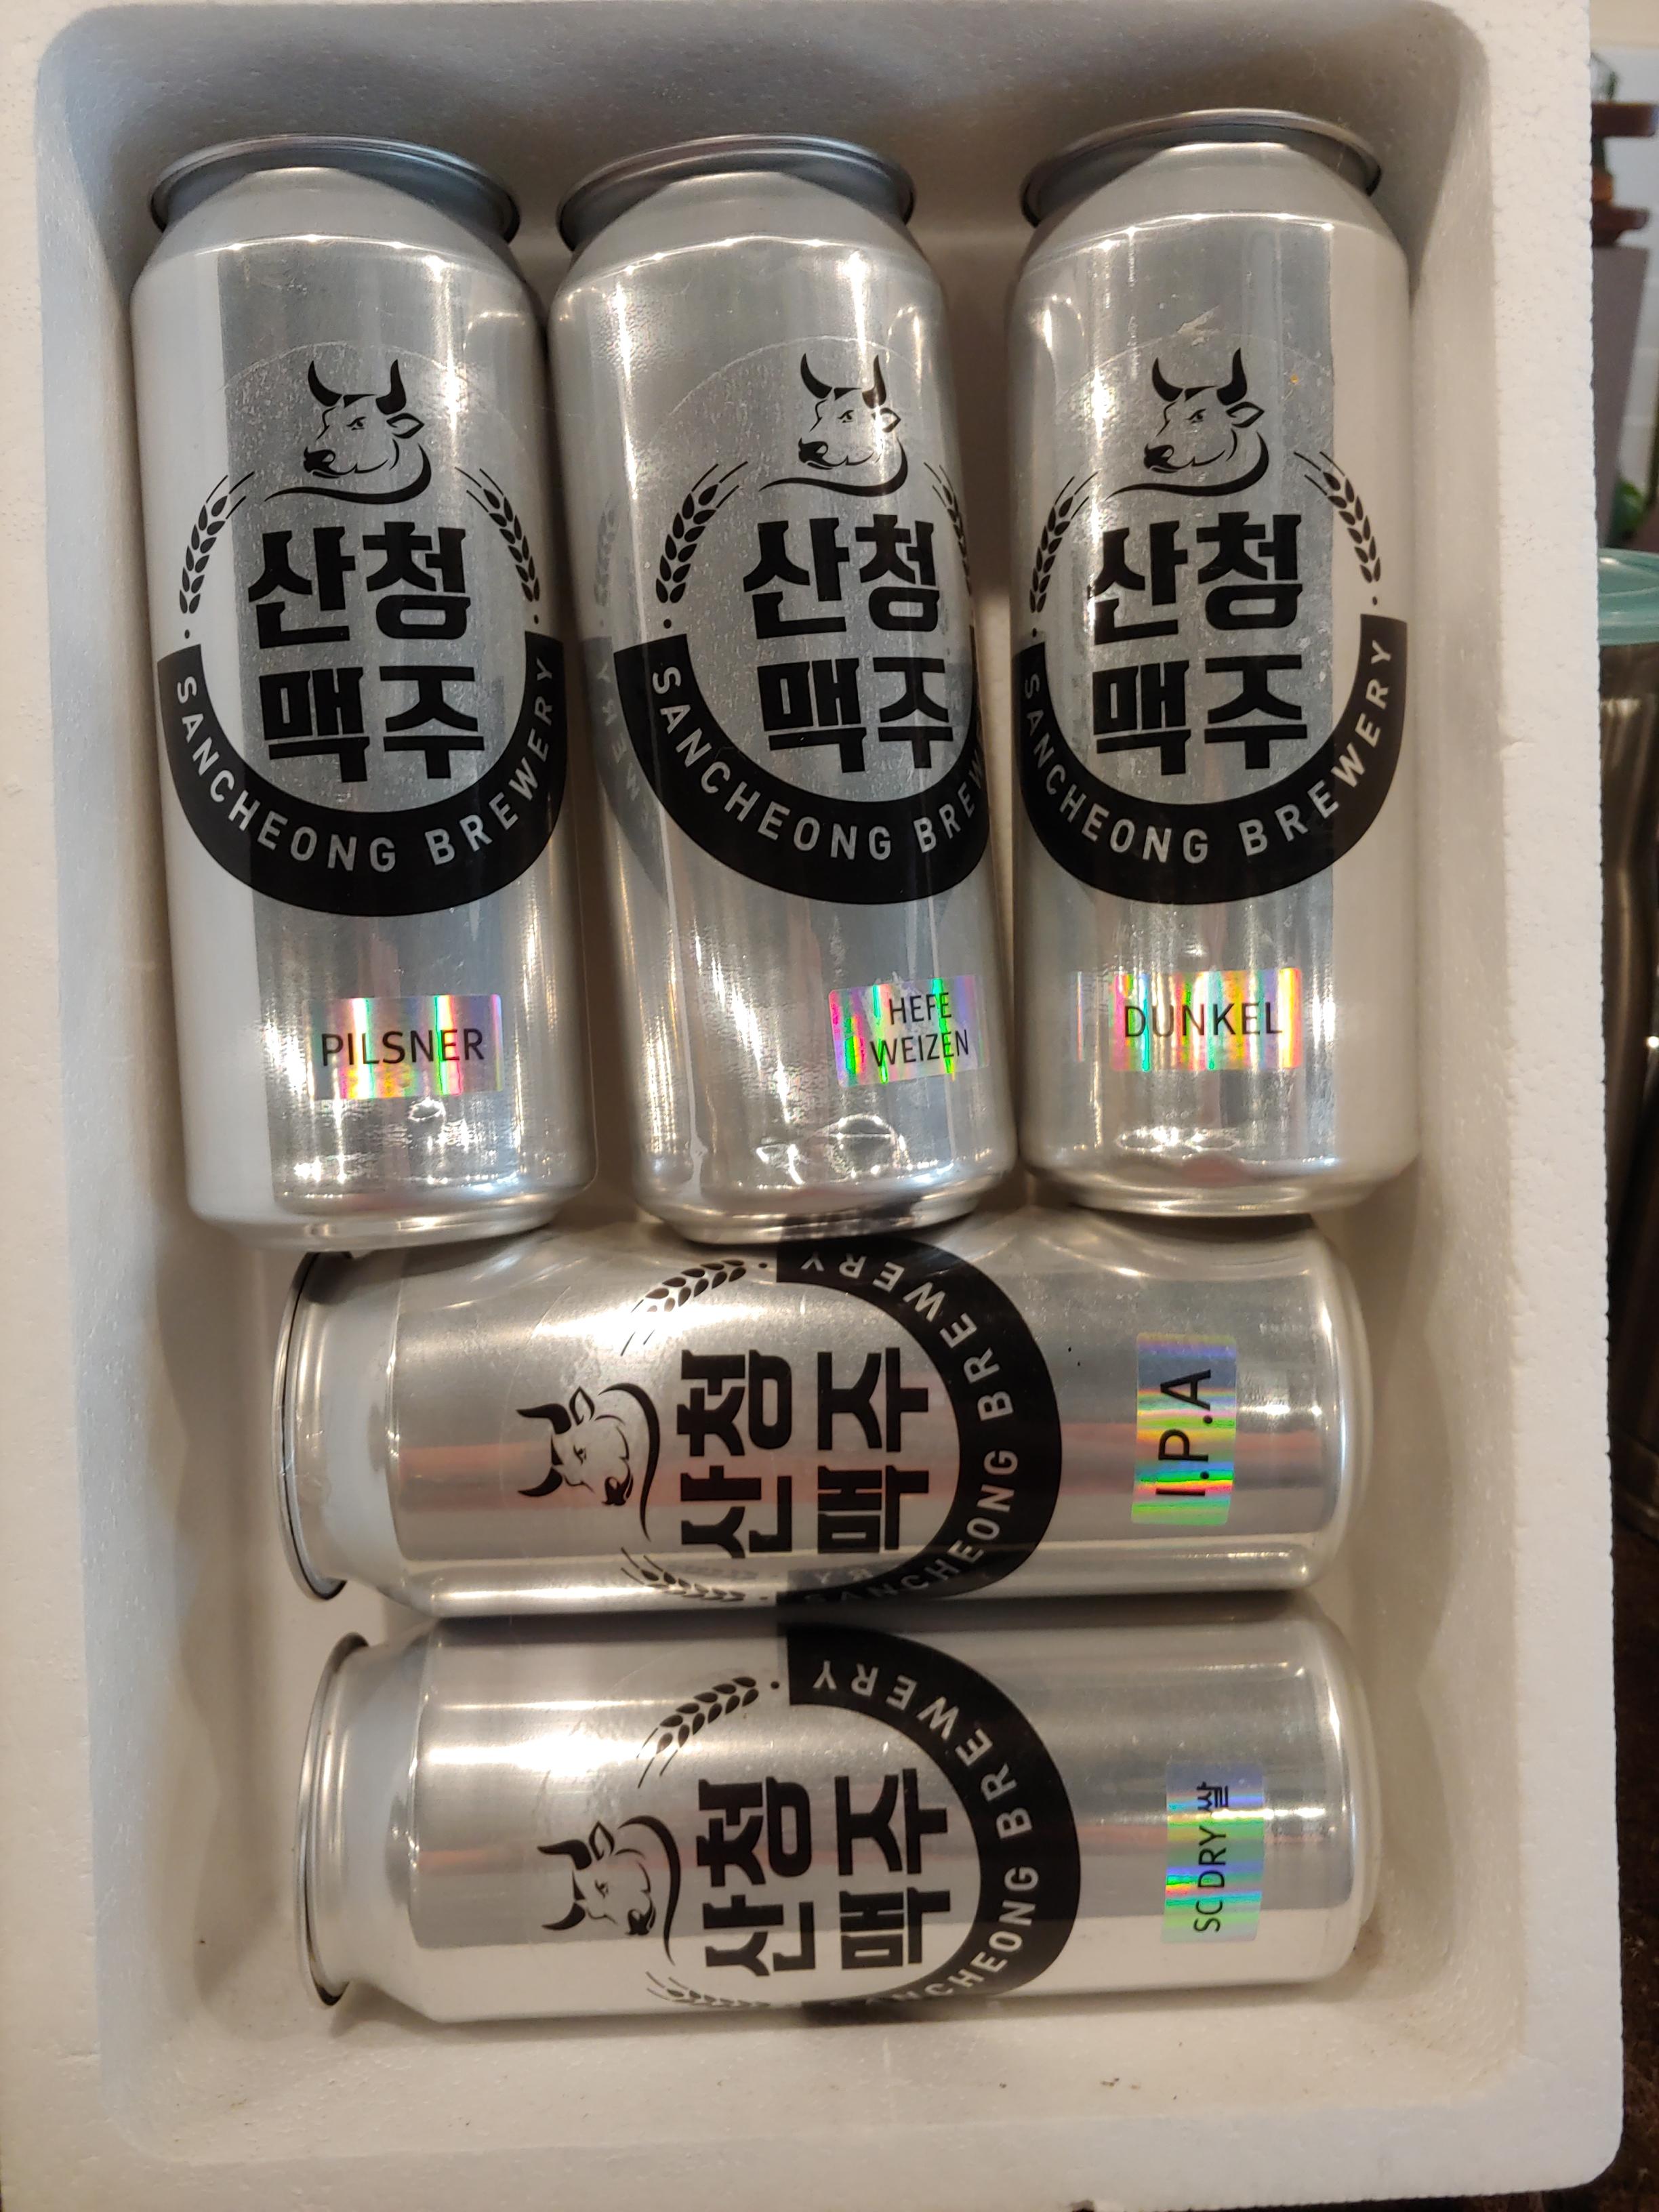 산청
맥주
SANCHEONG BREWERY
PILSNER
산청
맥주
SANCHEONG BREW
HEFE
WEIZEN
산청
맥주
SANCHEONG BREWERY
DUNKEL
산청
맥주
SANCHEONG BREWERY
I.P.A
산청
맥주
SANCHEONG BREWERY
SC DRY 쌀